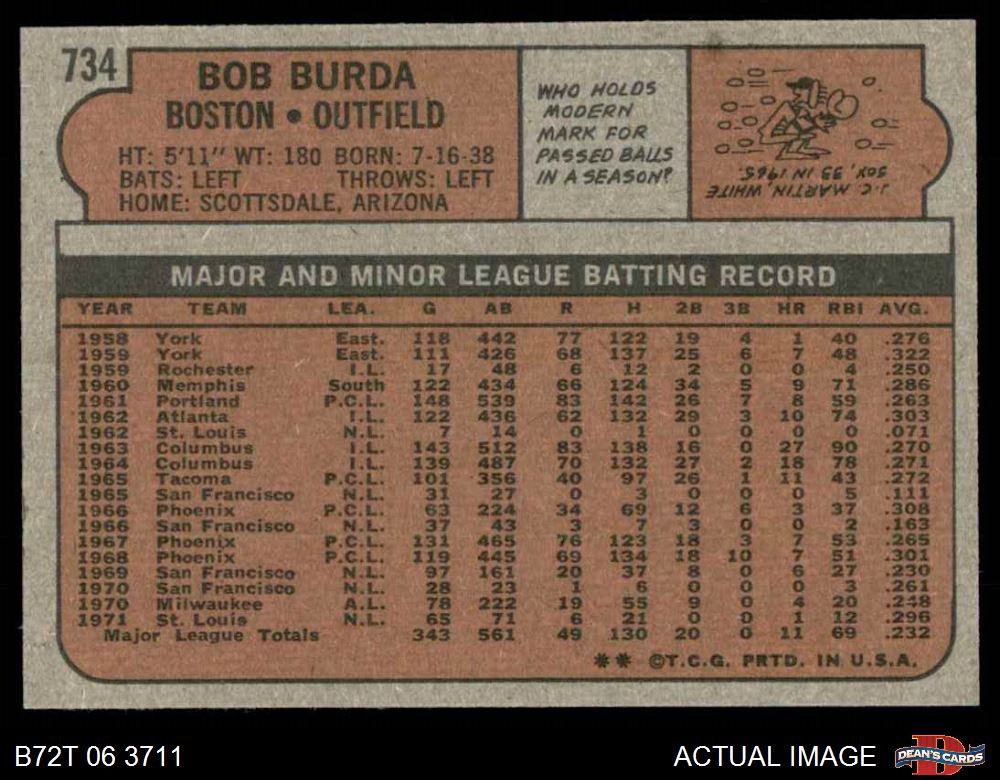 734
BOB BURDA
BOSTON • OUTFIELD
HT: 5'11" WT: 180 BORN: 7-16-38
BATS: LEFT THROWS: LEFT
HOME: SCOTTSDALE, ARIZONA
WHO HOLDS
MODERN
MARK FOR
PASSED BALLS
IN A SEASON?
J.C. MARTIN, WHITE
SOX, 33 IN 1965.
MAJOR AND MINOR LEAGUE BATTING RECORD
YEAR TEAM LEA. G AB R H 2B 3B HR RBI AVG.
1958 York East. 118 442 77 122 19 4 1 40 .276
1959 York East. 111 426 68 137 25 6 7 48 .322
1959 Rochester I.L. 17 48 6 12 2 0 0 4 .250
1960 Memphis South 122 434 66 124 34 5 9 71 .286
1961 Portland P.C.L. 148 539 83 142 26 7 8 59 .263
1962 Atlanta I.L. 122 436 62 132 29 3 10 74 .303
1962 St. Louis N.L. 7 14 0 1 0 0 0 0 .071
1963 Columbus I.L. 143 512 83 138 16 0 27 90 .270
1964 Columbus I.L. 139 487 70 132 27 2 18 78 .271
1965 Tacoma P.C.L. 101 356 40 97 26 1 11 43 .272
1965 San Francisco N.L. 31 27 0 3 0 0 0 5 .111
1966 Phoenix P.C.L. 63 224 34 69 12 6 3 37 .308
1966 San Francisco N.L. 37 43 3 7 3 0 0 2 .163
1967 Phoenix P.C.L. 131 465 76 123 18 3 7 53 .265
1968 Phoenix P.C.L. 119 445 69 134 18 10 7 51 .301
1969 San Francisco N.L. 97 161 20 37 8 0 6 27 .230
1970 San Francisco N.L. 28 23 1 6 0 0 0 3 .261
1970 Milwaukee A.L. 78 222 19 55 9 0 4 20 .248
1971 St. Louis N.L. 65 71 6 21 0 0 1 12 .296
Major League Totals 343 561 49 130 20 0 11 69 .232
** ©T.C.G. PRTD. IN U.S.A.
B72T 06 3711
ACTUAL IMAGE
D
DEAN'S CARDS